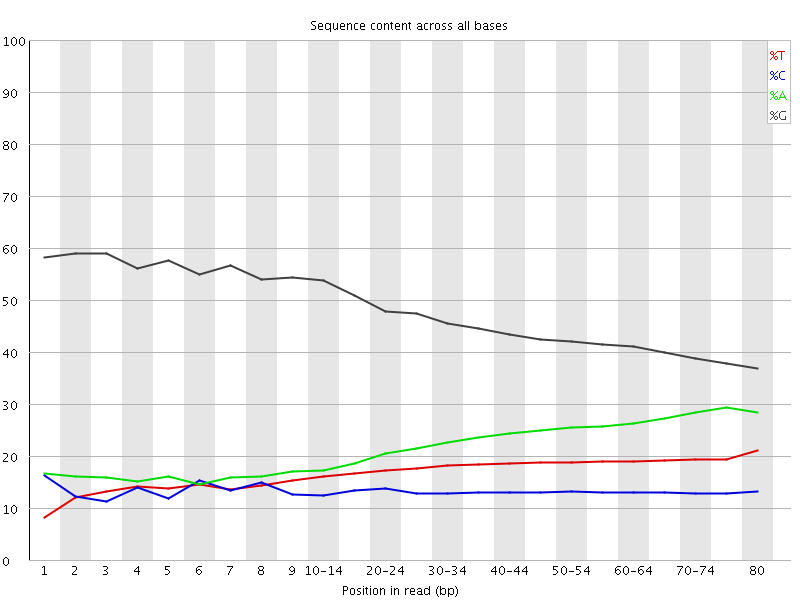 Sequence content across all bases
100
90
80
70
60
50
40
30
20
10
0
%T
%C
%A
%G
1 2 3 4 5 6 7 8 9 10-14 20-24 30-34 40-44 50-54 60-64 70-74 80
Position in read (bp)